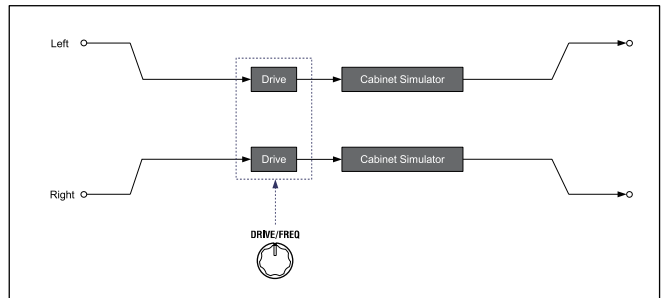 Left
Drive
Cabinet Simulator
Drive
Cabinet Simulator
Right
DRIVE/FREQ